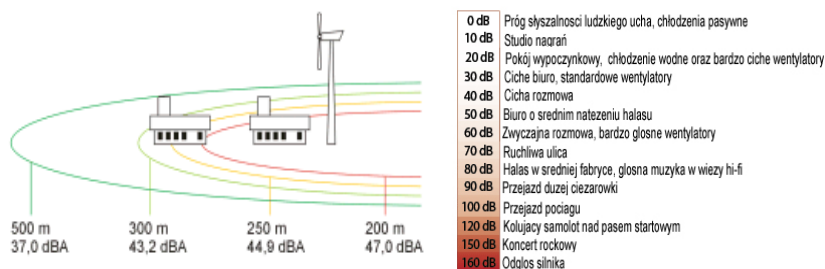 500 m
37,0 dBA
300 m
43,2 dBA
250 m
44,9 dBA
200 m
47,0 dBA
0 dB Próg słyszalnosci ludzkiego ucha, chłodzenia pasywne
10 dB Studio nagrań
20 dB Pokój wypoczynkowy, chłodzenie wodne oraz bardzo ciche wentylatory
30 dB Ciche biuro, standardowe wentylatory
40 dB Cicha rozmowa
50 dB Biuro o srednim natezeniu halasu
60 dB Zwyczajna rozmowa, bardzo glosne wentylatory
70 dB Ruchliwa ulica
80 dB Halas w sredniej fabryce, glosna muzyka w wiezy hi-fi
90 dB Przejazd duzej ciezarowki
100 dB Przejazd pociagu
120 dB Kolujacy samolot nad pasem startowym
150 dB Koncert rockowy
160 dB Odglos silnika